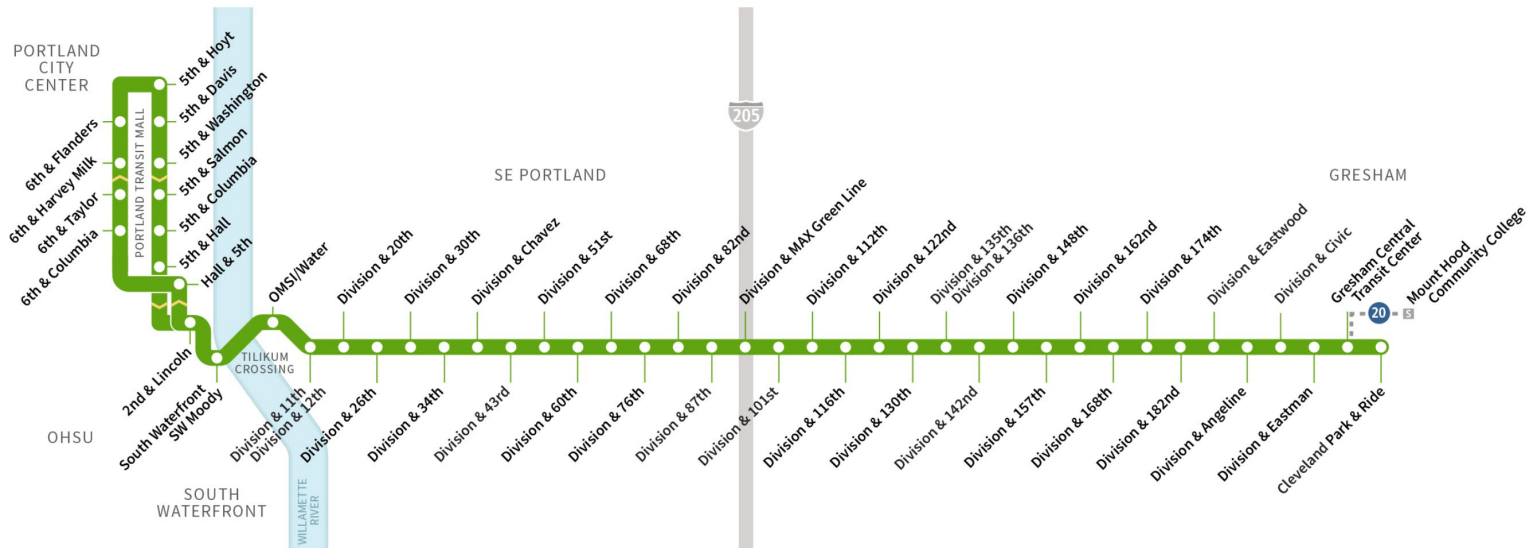 PORTLAND
CITY
CENTER
5th & Hoyt
5th & Davis
5th & Washington
5th & Salmon
5th & Columbia
5th & Hall
Hall & 5th
6th & Flanders
6th & Harvey Milk
6th & Taylor
6th & Columbia
PORTLAND TRANSIT MALL
205
SE PORTLAND
GRESHAM
2nd & Lincoln
South Waterfront
SW Moody
TILIKUM
CROSSING
OMSI/Water
Division & 11th
Division & 12th
Division & 20th
Division & 26th
Division & 30th
Division & 34th
Division & Chavez
Division & 43rd
Division & 51st
Division & 60th
Division & 68th
Division & 76th
Division & 82nd
Division & 87th
Division & MAX Green Line
Division & 101st
Division & 112th
Division & 116th
Division & 122nd
Division & 130th
Division & 135th
Division & 136th
Division & 142nd
Division & 148th
Division & 157th
Division & 162nd
Division & 168th
Division & 174th
Division & 182nd
Division & Eastwood
Division & Angeline
Division & Civic
Division & Eastman
Gresham Central
Transit Center
Cleveland Park & Ride
20
S
Mount Hood
Community College
OHSU
SOUTH
WATERFRONT
WILLAMETTE
RIVER